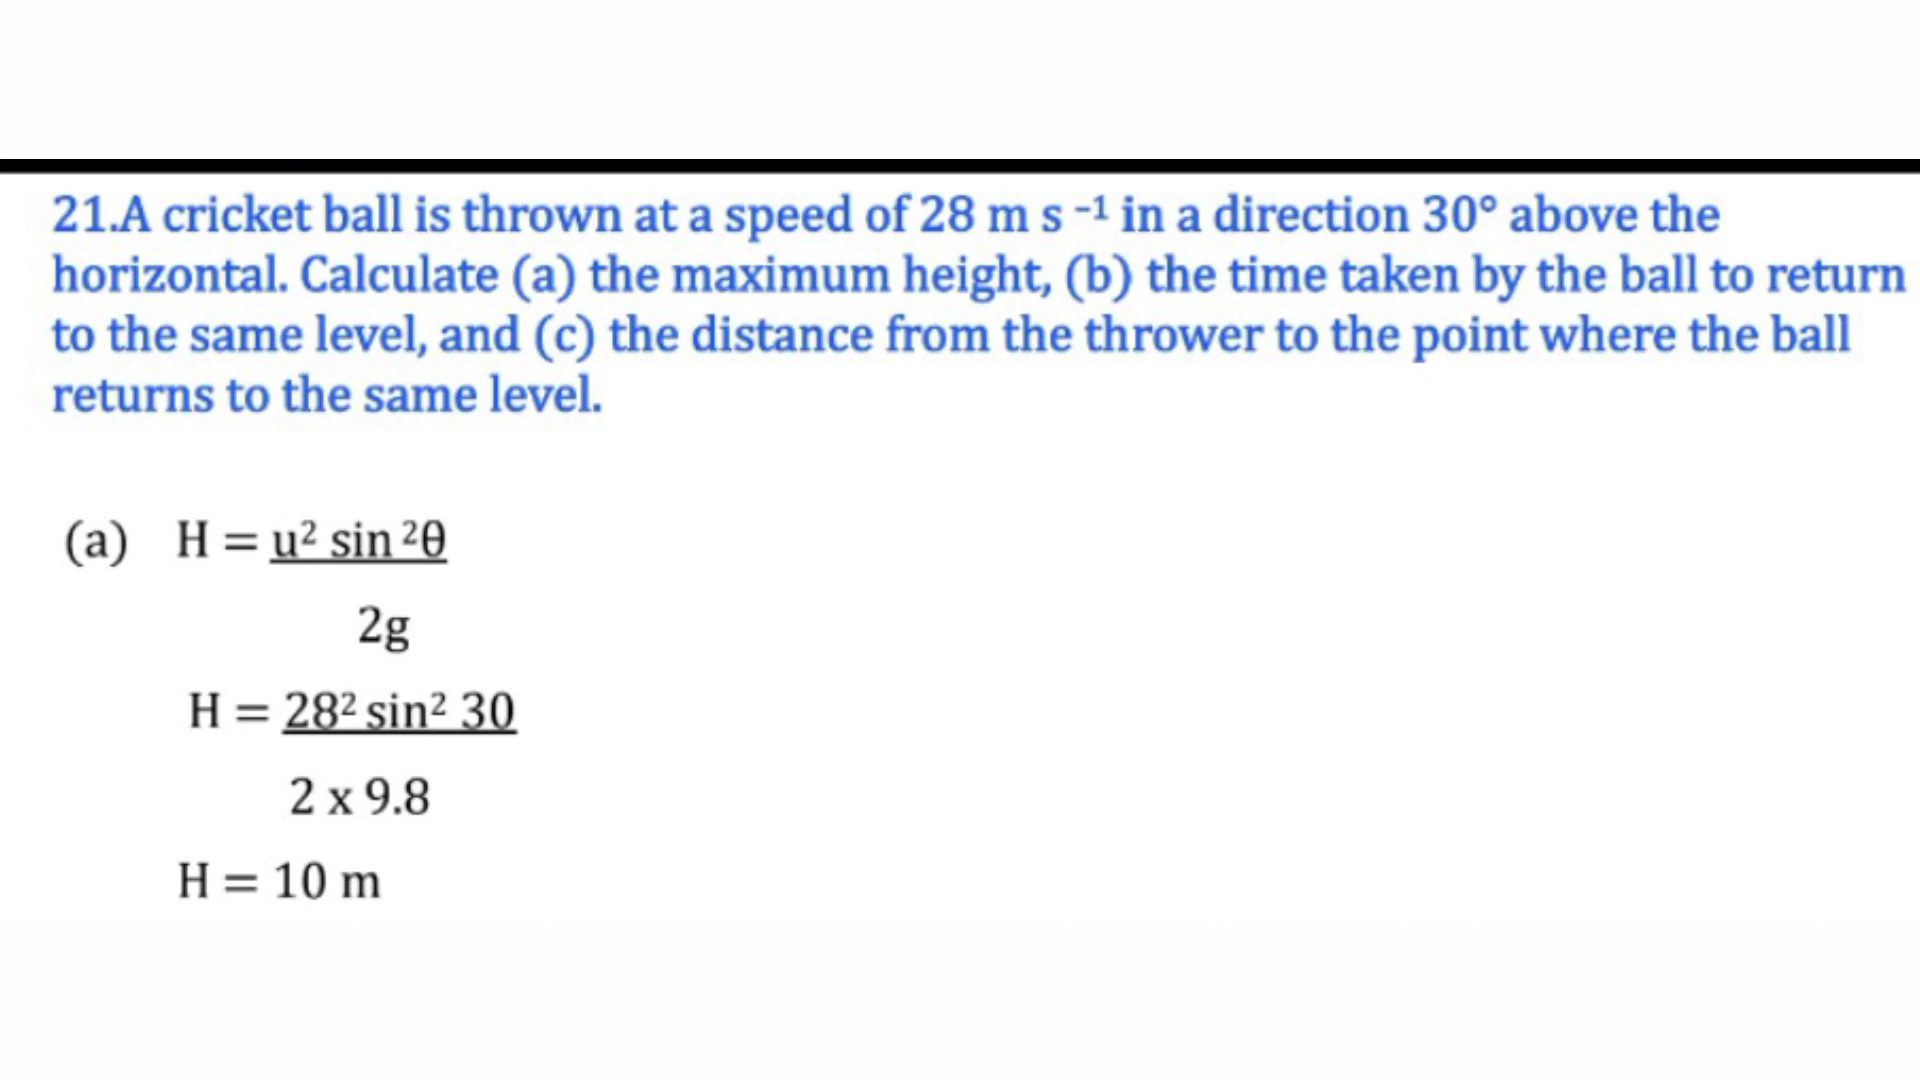 21.A cricket ball is thrown at a speed of 28 m s ⁻¹ in a direction 30° above the
horizontal. Calculate (a) the maximum height, (b) the time taken by the ball to return
to the same level, and (c) the distance from the thrower to the point where the ball
returns to the same level.
(a) H = u² sin ²θ
2g
H = 28² sin² 30
2 x 9.8
H = 10 m